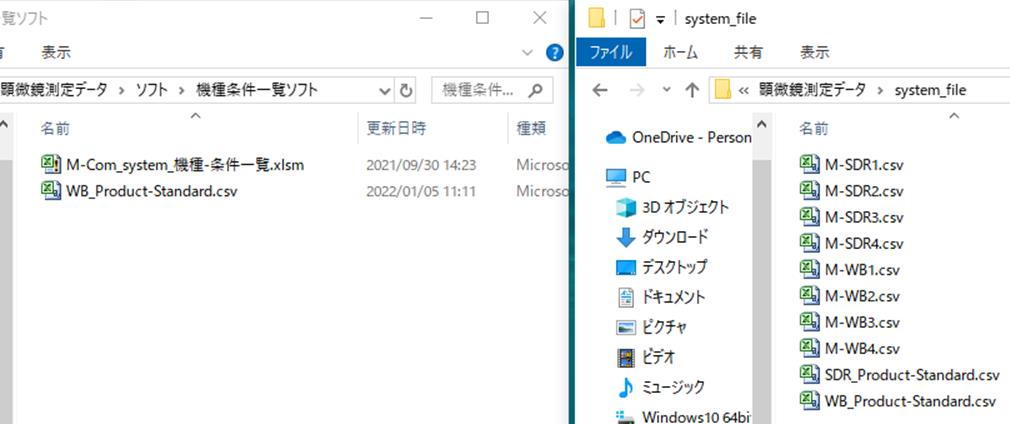 覧ソフト
表示
顕微鏡測定データ > ソフト > 機種条件一覧ソフト
機種条件...
名前 更新日時 種類
M-Com_system_機種-条件一覧.xlsm 2021/09/30 14:23 Microso
WB_Product-Standard.csv 2022/01/05 11:11 Microso
system_file
ファイル ホーム 共有 表示
« 顕微鏡測定データ > system_file
OneDrive - Person
PC
3D オブジェクト
ダウンロード
デスクトップ
ドキュメント
ピクチャ
ビデオ
ミュージック
Windows10 64bi
名前
M-SDR1.csv
M-SDR2.csv
M-SDR3.csv
M-SDR4.csv
M-WB1.csv
M-WB2.csv
M-WB3.csv
M-WB4.csv
SDR_Product-Standard.csv
WB_Product-Standard.csv